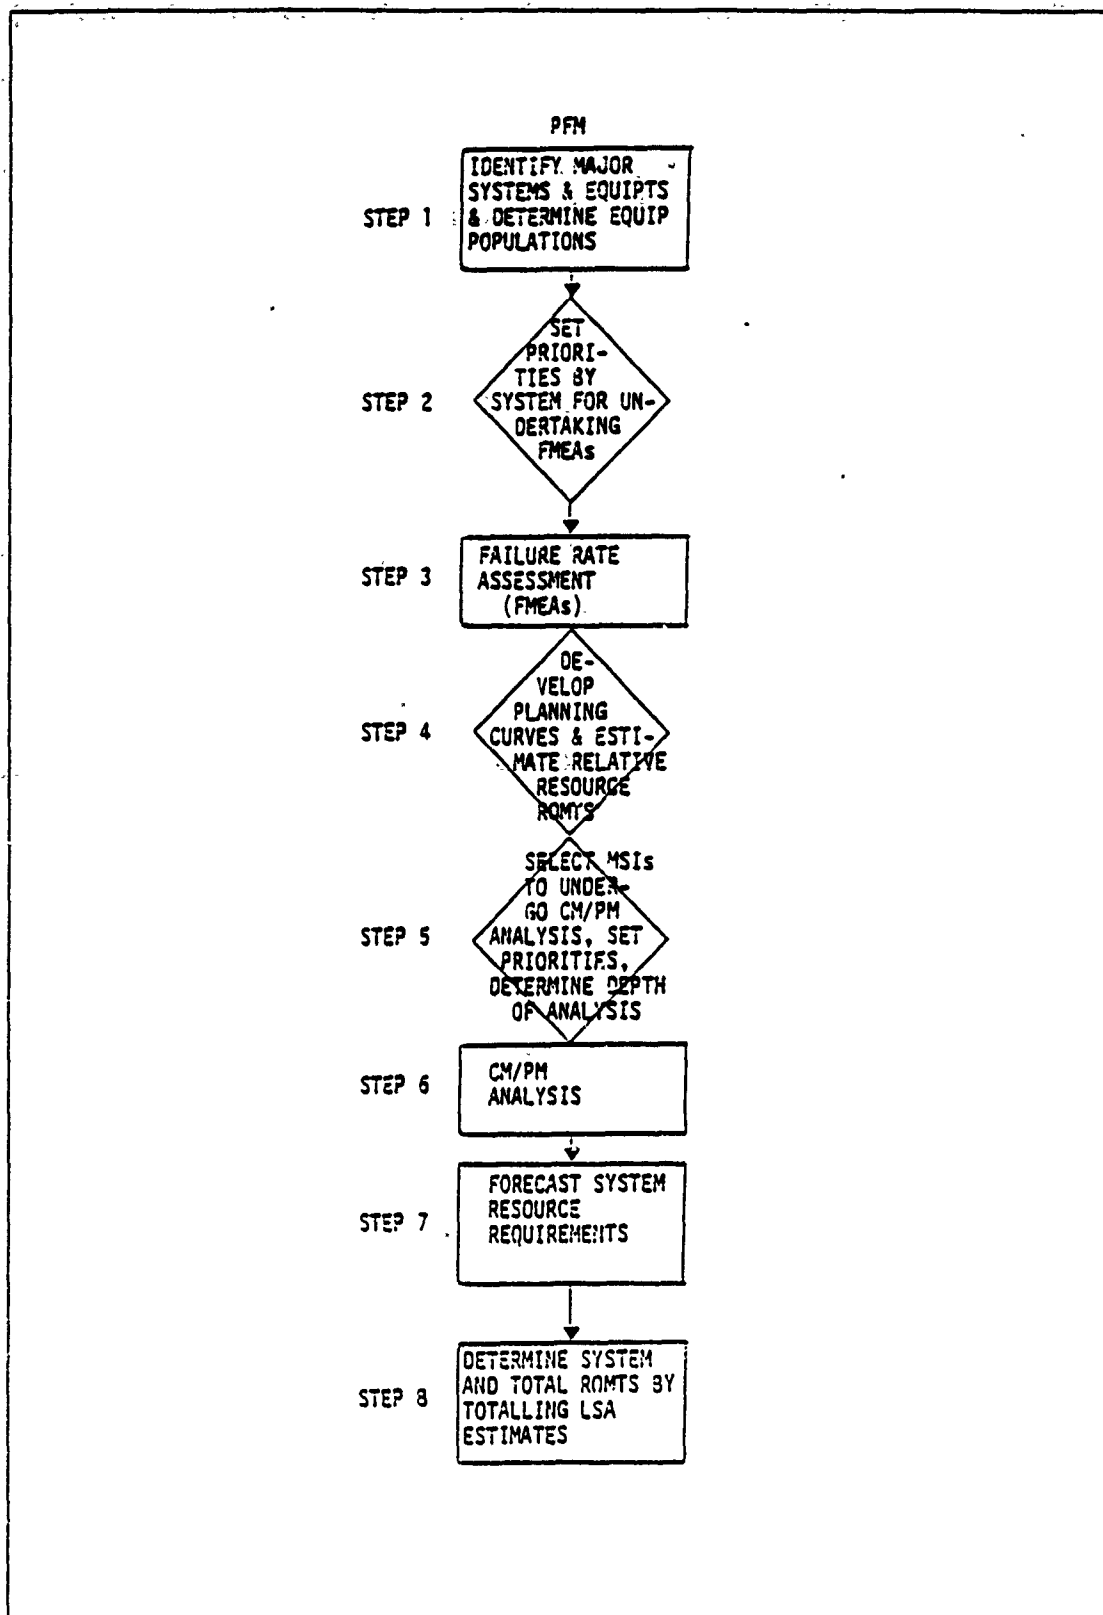 PFM
STEP 1
IDENTIFY MAJOR
SYSTEMS & EQUIPTS
& DETERMINE EQUIP
POPULATIONS
STEP 2
SET
PRIORI-
TIES BY
SYSTEM FOR UN-
DERTAKING
FMEAs
STEP 3
FAILURE RATE
ASSESSMENT
(FMEAs)
STEP 4
DE-
VELOP
PLANNING
CURVES & ESTI-
MATE RELATIVE
RESOURCE
RQMTS
STEP 5
SELECT MSIs
TO UNDER-
GO CM/PM
ANALYSIS, SET
PRIORITIES,
DETERMINE DEPTH
OF ANALYSIS
STEP 6
CM/PM
ANALYSIS
STEP 7
FORECAST SYSTEM
RESOURCE
REQUIREMENTS
STEP 8
DETERMINE SYSTEM
AND TOTAL RQMTS BY
TOTALLING LSA
ESTIMATES